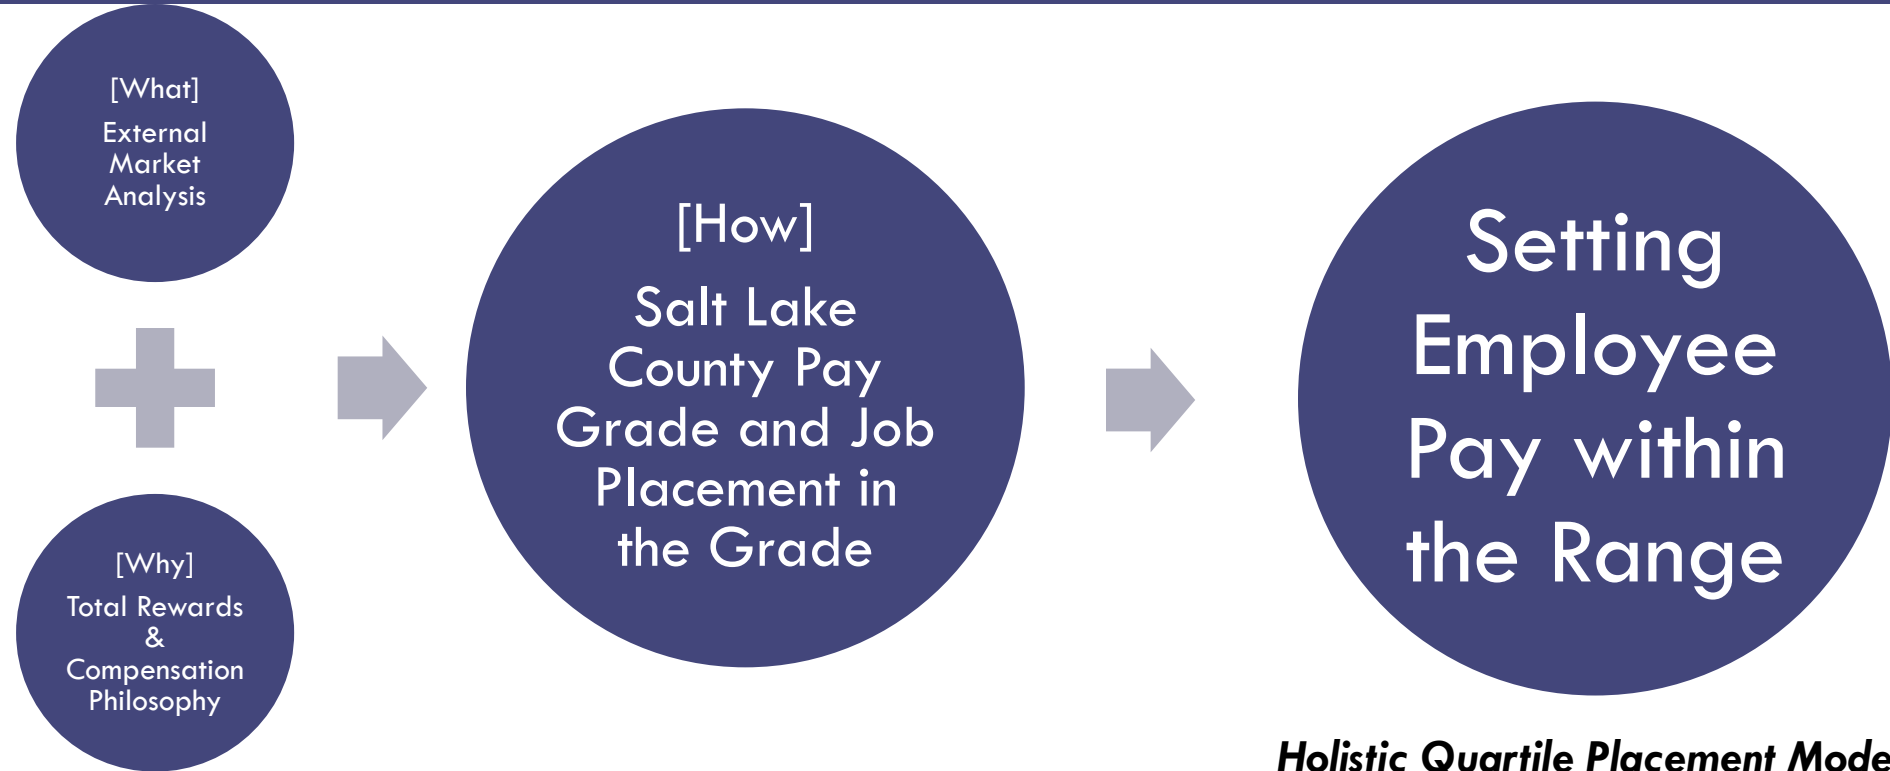 [What]
External
Market
Analysis
[Why]
Total Rewards
&
Compensation
Philosophy
[How]
Salt Lake
County Pay
Grade and Job
Placement in
the Grade
Setting
Employee
Pay within
the Range
Holistic Quartile Placement Mode